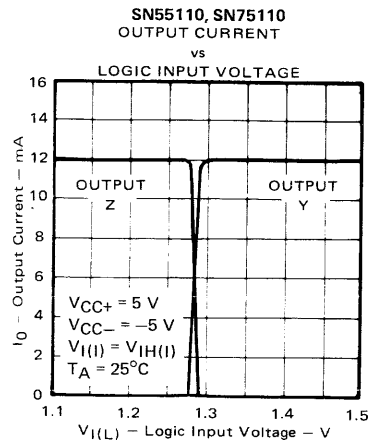 SN55110, SN75110
OUTPUT CURRENT
vs
LOGIC INPUT VOLTAGE
16
14
12
10
8
6
4
2
0
IO – Output Current – mA
OUTPUT
Z
OUTPUT
Y
VCC+ = 5 V
VCC– = –5 V
VI(I) = VIH(I)
TA = 25°C
1.1 1.2 1.3 1.4 1.5
VI(L) – Logic Input Voltage – V